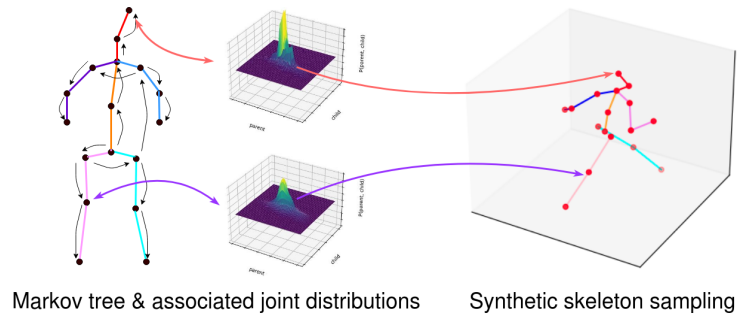 P(parent, child)
child
parent
P(parent, child)
child
parent
Markov tree & associated joint distributions
Synthetic skeleton sampling